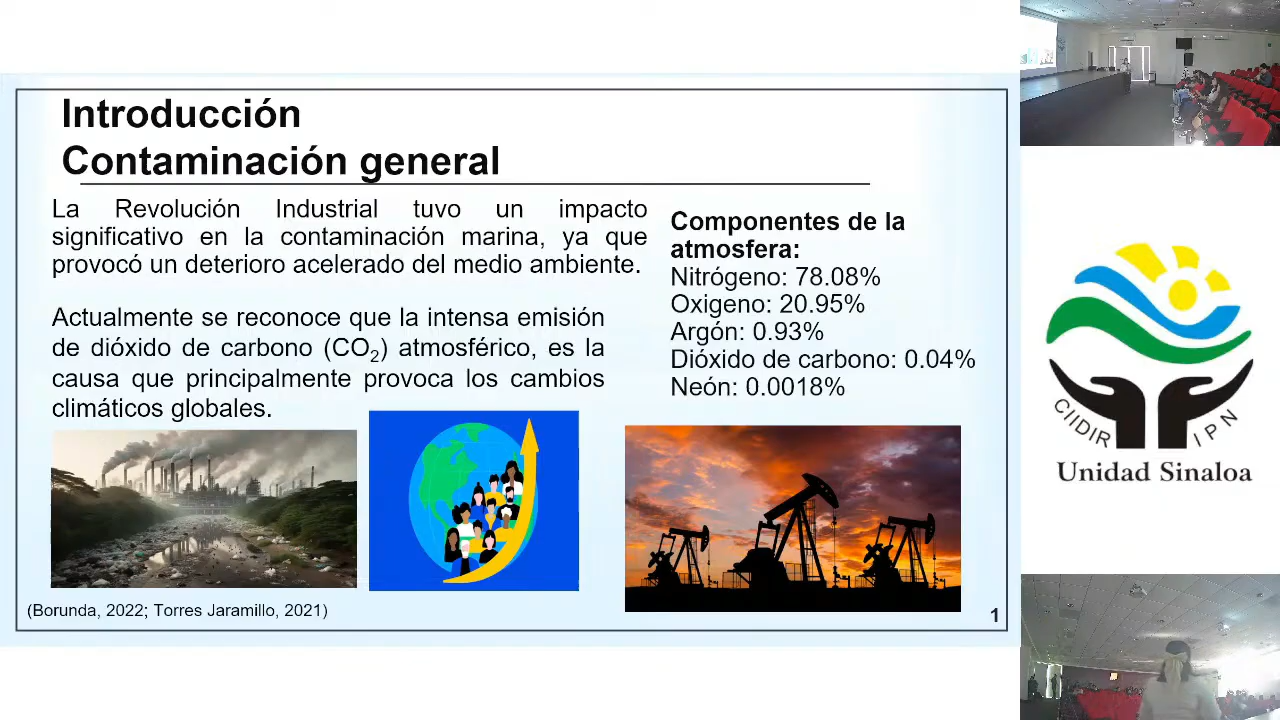 Introducción
Contaminación general
La Revolución Industrial tuvo un impacto
significativo en la contaminación marina, ya que
provocó un deterioro acelerado del medio ambiente.
Actualmente se reconoce que la intensa emisión
de dióxido de carbono (CO2) atmosférico, es la
causa que principalmente provoca los cambios
climáticos globales.
Componentes de la
atmosfera:
Nitrógeno: 78.08%
Oxigeno: 20.95%
Argón: 0.93%
Dióxido de carbono: 0.04%
Neón: 0.0018%
(Borunda, 2022; Torres Jaramillo, 2021)
1
CIIDIR IPN
Unidad Sinaloa